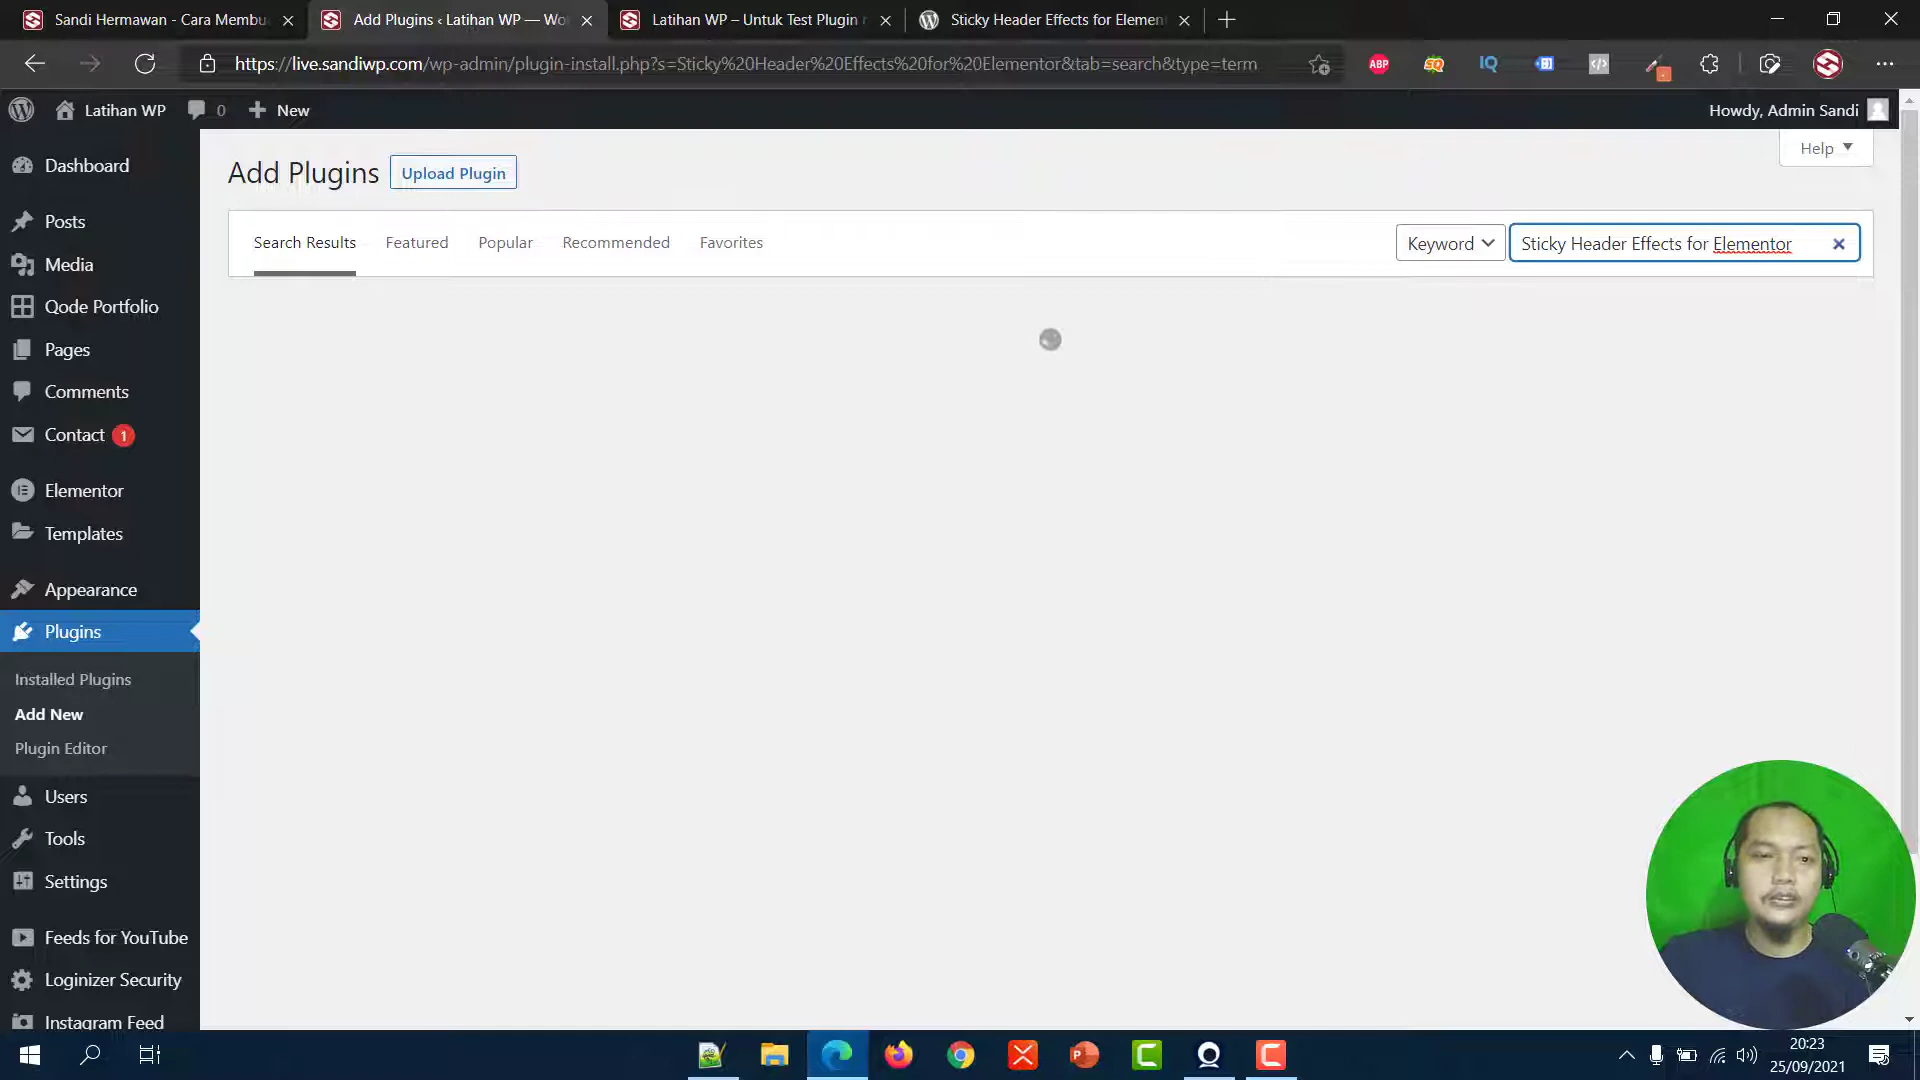 Sandi Hermawan - Cara Membu
Add Plugins ‹ Latihan WP — Wo
Latihan WP – Untuk Test Plugin
Sticky Header Effects for Elemen
https://live.sandiwp.com/wp-admin/plugin-install.php?s=Sticky%20Header%20Effects%20for%20Elementor&tab=search&type=term
ABP
SQ
IQ
Latihan WP
0
New
Howdy, Admin Sandi
Dashboard
Posts
Media
Qode Portfolio
Pages
Comments
Contact 1
Elementor
Templates
Appearance
Plugins
Installed Plugins
Add New
Plugin Editor
Users
Tools
Settings
Feeds for YouTube
Loginizer Security
Instagram Feed
Add Plugins
Upload Plugin
Help
Search Results
Featured
Popular
Recommended
Favorites
Keyword
Sticky Header Effects for Elementor
20:23
25/09/2021